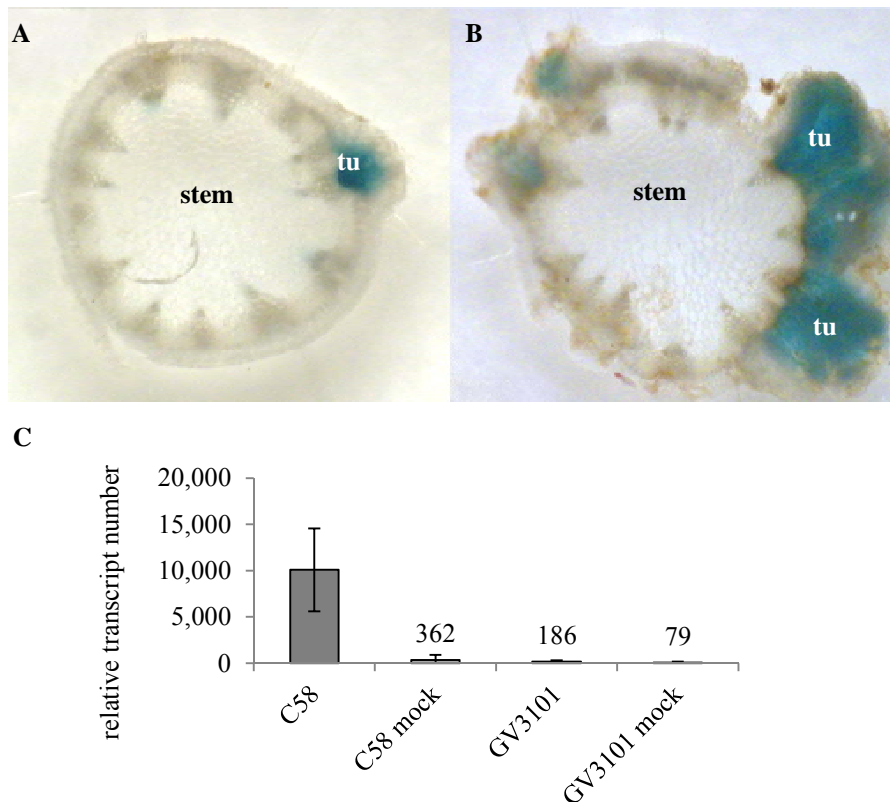 A
B
tu
stem
tu
stem
tu
C
relative transcript number
20,000
15,000
10,000
5,000
0
362
186
79
C58
C58 mock
GV3101
GV3101 mock